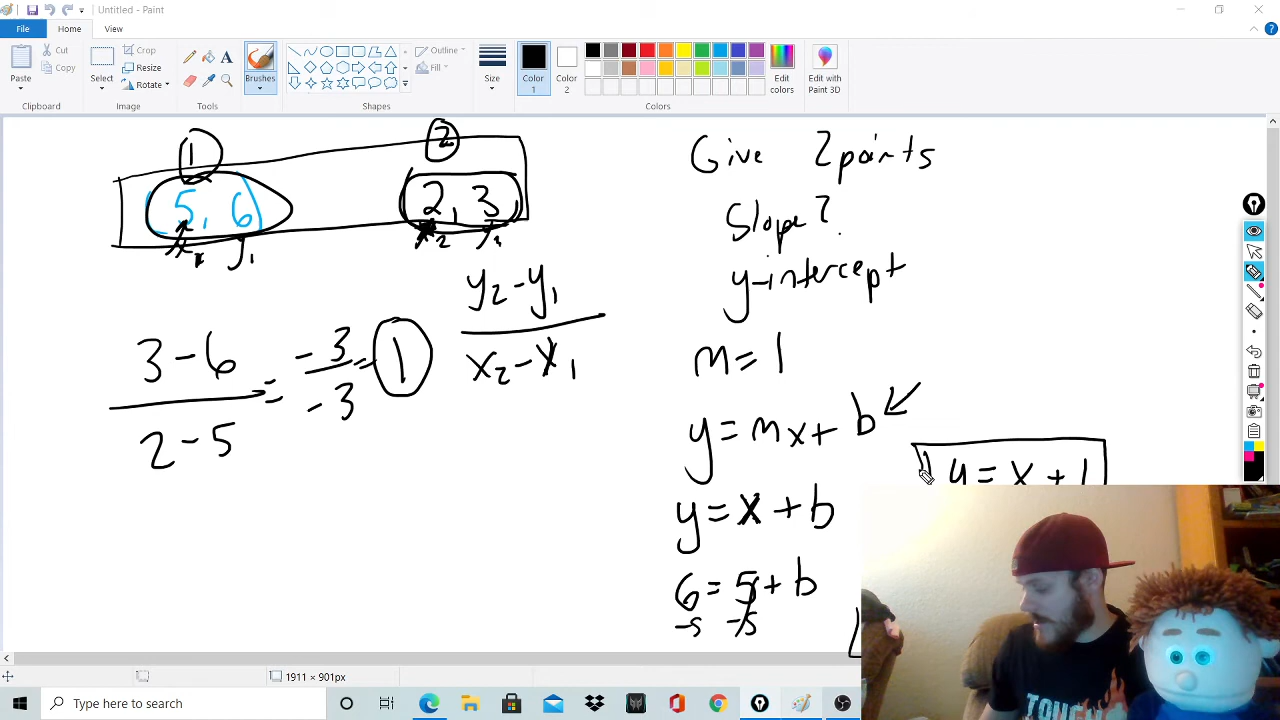 Untitled - Paint
File
Home
View
Paste
Cut
Copy
Clipboard
Select
Crop
Resize
Rotate
Image
A
Tools
Brushes
Shapes
Outline
Fill
Size
Color 1
Color 2
Edit colors
Edit with Paint 3D
Colors
1
2
5, 6
2, 3
y1
Give 2 points
Slope?
y-intercept
y2 - y1
x2 - x1
3 - 6
2 - 5
= -3
-3
= 1
m = 1
y = mx + b
y = x + 1
y = x + b
6 = 5 + b
-5 -5
1911 × 901px
Type here to search